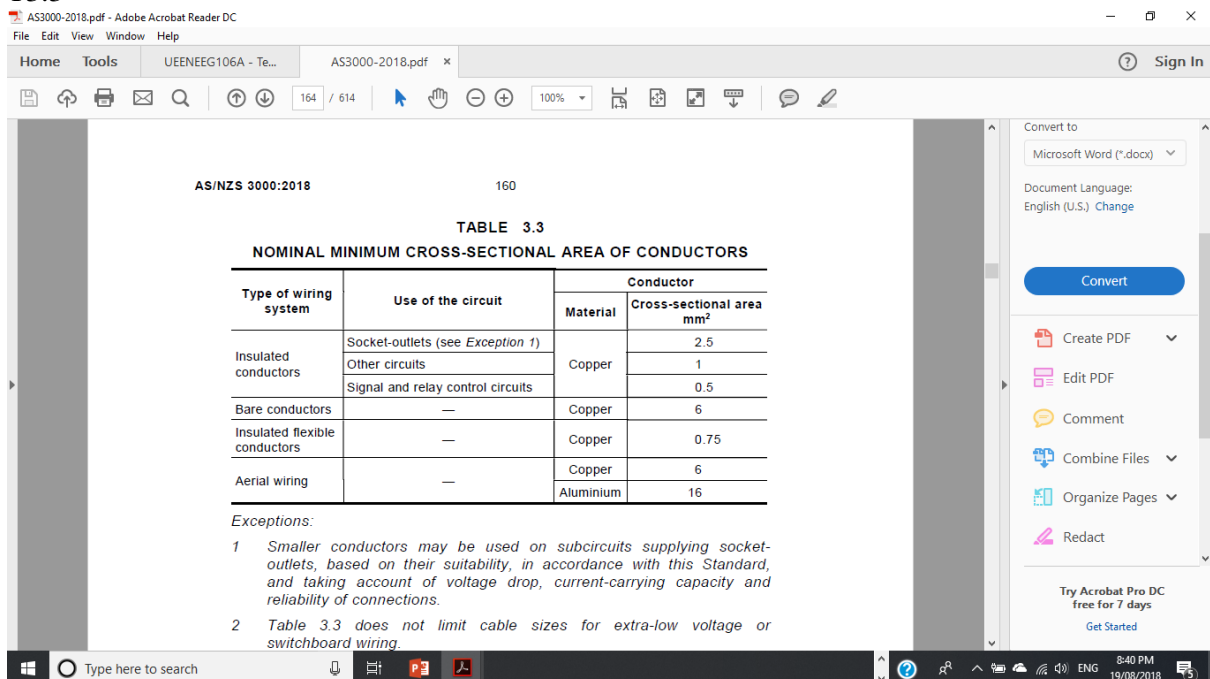 AS3000-2018.pdf - Adobe Acrobat Reader DC
File Edit View Window Help
Home Tools UEENEEG106A - Te... AS3000-2018.pdf × Sign In
164 / 614 100%
AS/NZS 3000:2018 160
TABLE 3.3
NOMINAL MINIMUM CROSS-SECTIONAL AREA OF CONDUCTORS
Type of wiring system Use of the circuit Conductor
Material Cross-sectional area mm²
Insulated conductors Socket-outlets (see Exception 1) Copper 2.5
Other circuits 1
Signal and relay control circuits 0.5
Bare conductors — Copper 6
Insulated flexible conductors — Copper 0.75
Aerial wiring — Copper 6
Aluminium 16
Exceptions:
1 Smaller conductors may be used on subcircuits supplying socket-
outlets, based on their suitability, in accordance with this Standard,
and taking account of voltage drop, current-carrying capacity and
reliability of connections.
2 Table 3.3 does not limit cable sizes for extra-low voltage or
switchboard wiring.
Convert to
Microsoft Word (*.docx)
Document Language:
English (U.S.) Change
Convert
Create PDF
Edit PDF
Comment
Combine Files
Organize Pages
Redact
Try Acrobat Pro DC
free for 7 days
Get Started
Type here to search
ENG
8:40 PM
19/08/2018